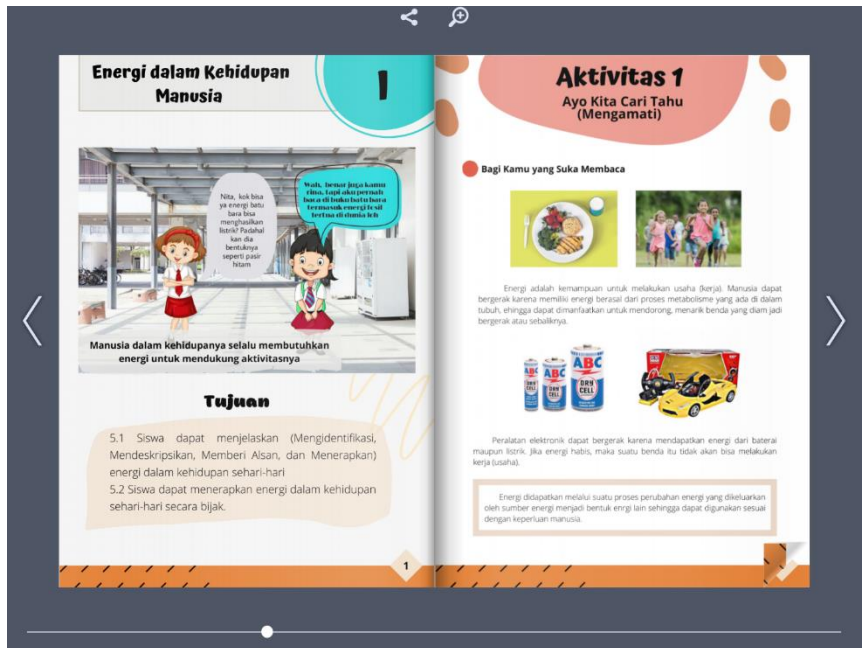 Energi dalam Kehidupan
Manusia
1
Nita, kok bisa
ya energi batu
bara bisa
menghasilkan
listrik? Padahal
kan dia
bentuknya
seperti pasir
hitam
Wah, benar juga kamu
rina, tapi aku pernah
baca di buku batu bara
termasuk energi fosil
tertua di dunia loh
Manusia dalam kehidupanya selalu membutuhkan
energi untuk mendukung aktivitasnya
Tujuan
5.1 Siswa dapat menjelaskan (Mengidentifikasi,
Mendeskripsikan, Memberi Alsan, dan Menerapkan)
energi dalam kehidupan sehari-hari
5.2 Siswa dapat menerapkan energi dalam kehidupan
sehari-hari secara bijak.
1
Aktivitas 1
Ayo Kita Cari Tahu
(Mengamati)
Bagi Kamu yang Suka Membaca
Energi adalah kemampuan untuk melakukan usaha (kerja). Manusia dapat
bergerak karena memiliki energi berasal dari proses metabolisme yang ada di dalam
tubuh, ehingga dapat dimanfaatkan untuk mendorong, menarik benda yang diam jadi
bergerak atau sebaliknya.
ABC
DRY
CELL
ABC
DRY
CELL
ABC
DRY
CELL
Peralatan elektronik dapat bergerak karena mendapatkan energi dari baterai
maupun listrik. Jika energi habis, maka suatu benda itu tidak akan bisa melakukan
kerja (usaha).
Energi didapatkan melalui suatu proses perubahan energi yang dikeluarkan
oleh sumber energi menjadi bentuk enrgi lain sehingga dapat digunakan sesuai
dengan keperluan manusia.